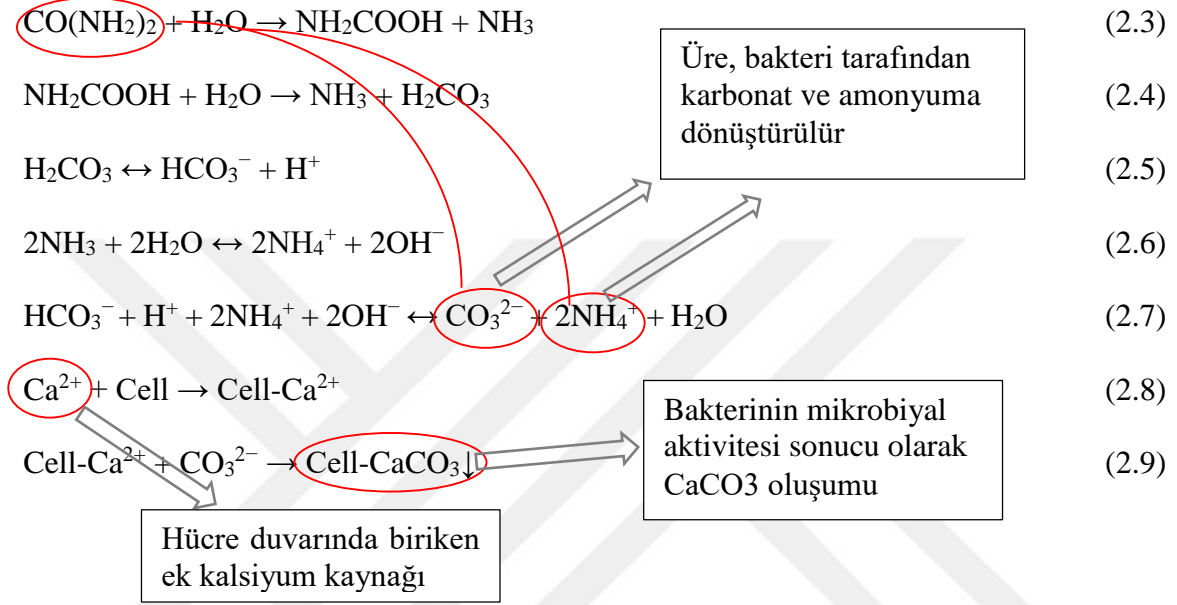 CO(NH₂)₂ + H₂O → NH₂COOH + NH₃ (2.3)
Üre, bakteri tarafından
karbonat ve amonyuma
dönüştürülür
NH₂COOH + H₂O → NH₃ + H₂CO₃ (2.4)
H₂CO₃ ↔ HCO₃⁻ + H⁺ (2.5)
2NH₃ + 2H₂O ↔ 2NH₄⁺ + 2OH⁻ (2.6)
HCO₃⁻ + H⁺ + 2NH₄⁺ + 2OH⁻ ↔ CO₃²⁻ + 2NH₄⁺ + H₂O (2.7)
Ca²⁺ + Cell → Cell-Ca²⁺ (2.8)
Cell-Ca²⁺ + CO₃²⁻ → Cell-CaCO₃↓ (2.9)
Bakterinin mikrobiyal
aktivitesi sonucu olarak
CaCO3 oluşumu
Hücre duvarında biriken
ek kalsiyum kaynağı